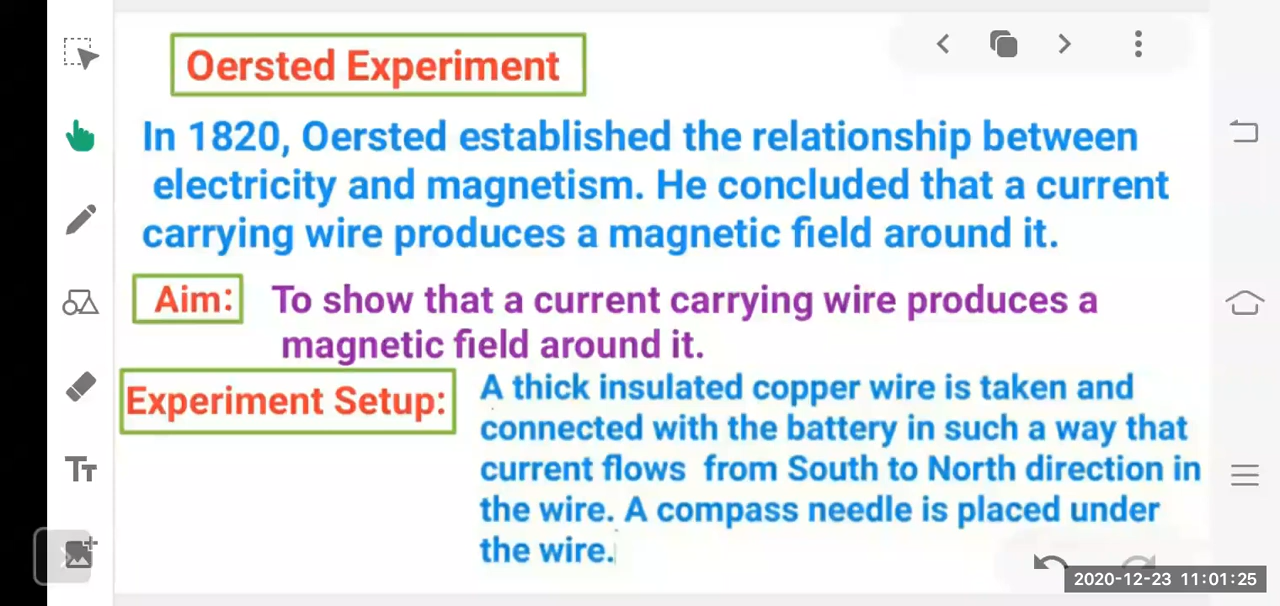 Oersted Experiment
In 1820, Oersted established the relationship between
electricity and magnetism. He concluded that a current
carrying wire produces a magnetic field around it.
Aim: To show that a current carrying wire produces a
magnetic field around it.
Experiment Setup: A thick insulated copper wire is taken and
connected with the battery in such a way that
current flows from South to North direction in
the wire. A compass needle is placed under
the wire.
TT
2020-12-23 11:01:25